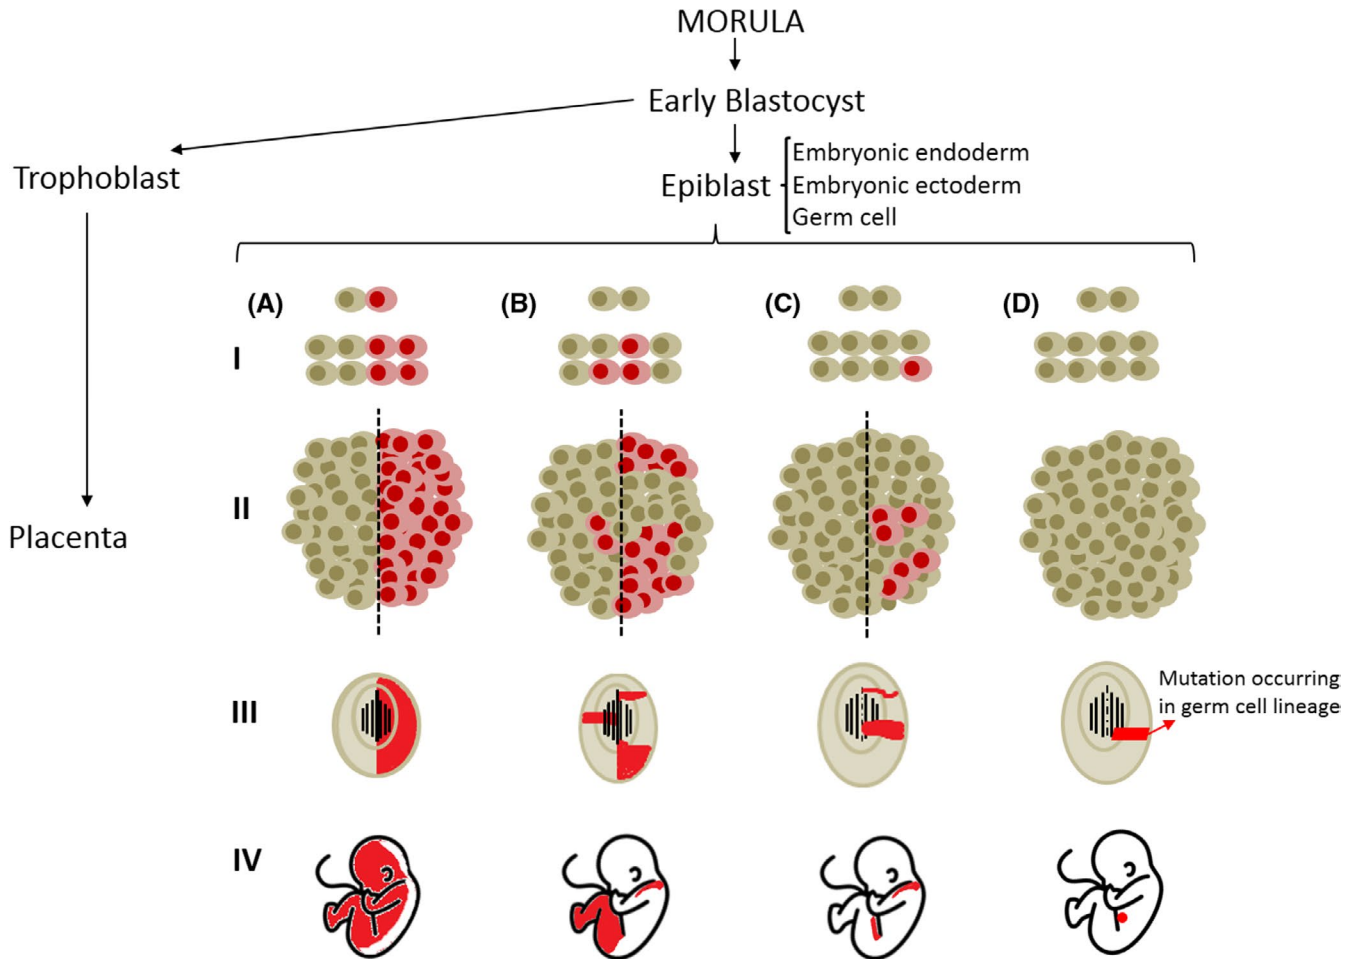 MORULA
Early Blastocyst
Trophoblast
Epiblast
Embryonic endoderm
Embryonic ectoderm
Germ cell
(A)
(B)
(C)
(D)
I
II
Placenta
III
Mutation occurring
in germ cell lineage
IV